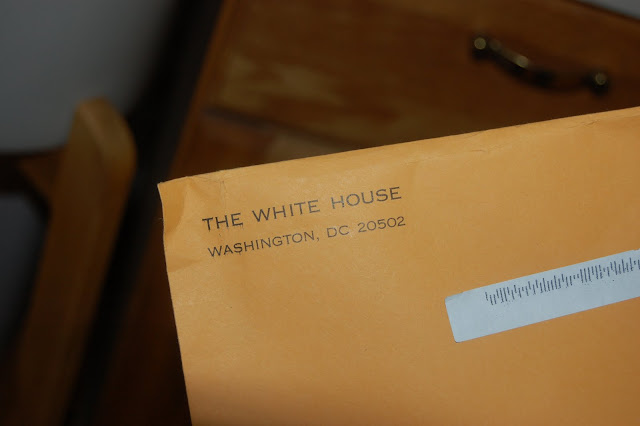 THE WHITE HOUSE
WASHINGTON, DC 20502